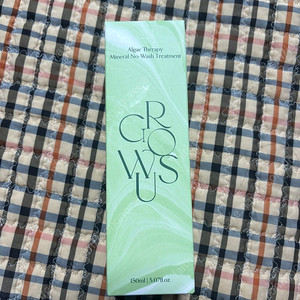 Algae Therapy
Mineral No-Wash Treatment
GROWUS
150ml | 5.07fl.oz